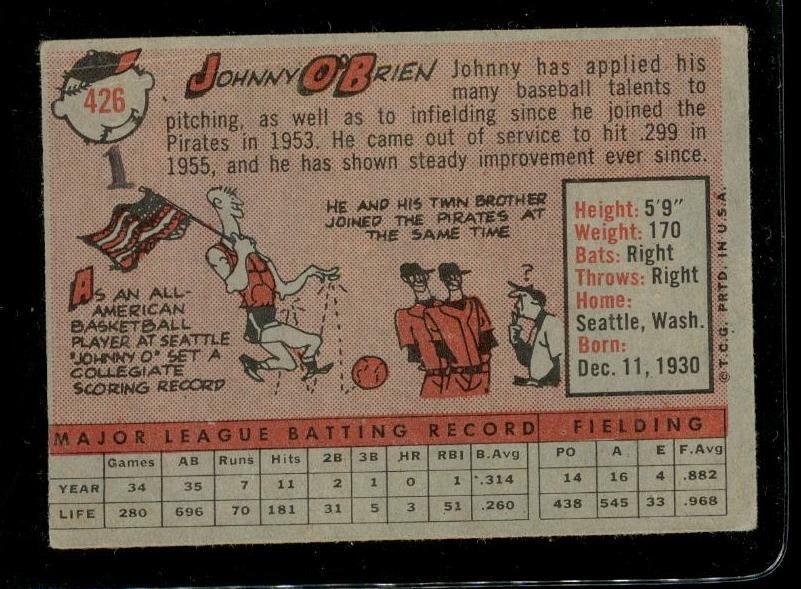 426
1
JOHNNY O'BRIEN Johnny has applied his
many baseball talents to
pitching, as well as to infielding since he joined the
Pirates in 1953. He came out of service to hit .299 in
1955, and he has shown steady improvement ever since.
HE AND HIS TWIN BROTHER
JOINED THE PIRATES AT
THE SAME TIME
?
AS AN ALL-
AMERICAN
BASKETBALL
PLAYER AT SEATTLE
"JOHNNY O" SET A
COLLEGIATE
SCORING RECORD
Height: 5'9"
Weight: 170
Bats: Right
Throws: Right
Home:
Seattle, Wash.
Born:
Dec. 11, 1930
© T.C.G. PRTD. IN U.S.A.
MAJOR LEAGUE BATTING RECORD FIELDING
Games AB Runs Hits 2B 3B HR RBI B.Avg PO A E F.Avg
YEAR 34 35 7 11 2 1 0 1 .314 14 16 4 .882
LIFE 280 696 70 181 31 5 3 51 .260 438 545 33 .968